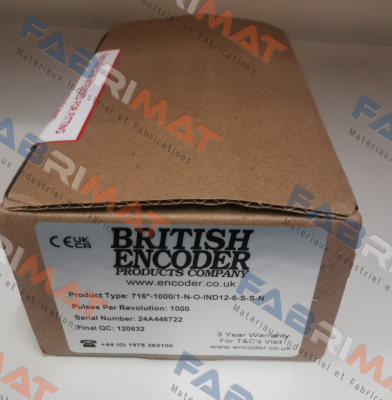 BRITISH
ENCODER
PRODUCTS COMPANY
www.encoder.co.uk
CE UK CA
Product Type: 716*-1000/1-N-O-IND12-6-S-S-N
Pulses Per Revolution: 1000
Serial Number: 24A446722
Final QC: 120632
+44 (0) 1978 262100
3 Year Warranty
For T&C's Visit
www.encoder.co.uk
FABRIMAT
Materiaux Industriel et Fabrications